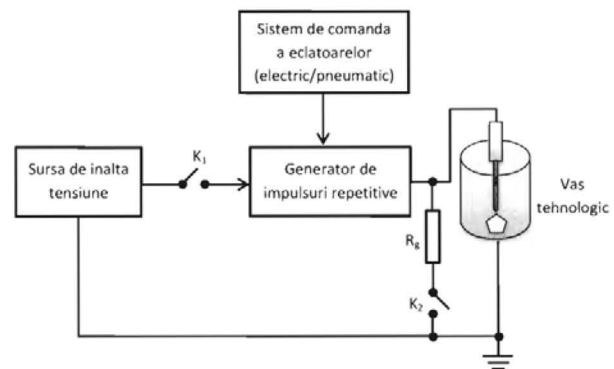 Sistem de comanda
a eclatoarelor
(electric/pneumatic)
K₁
Sursa de inalta
tensiune
Generator de
impulsuri repetitive
Vas
tehnologic
Rg
K₂